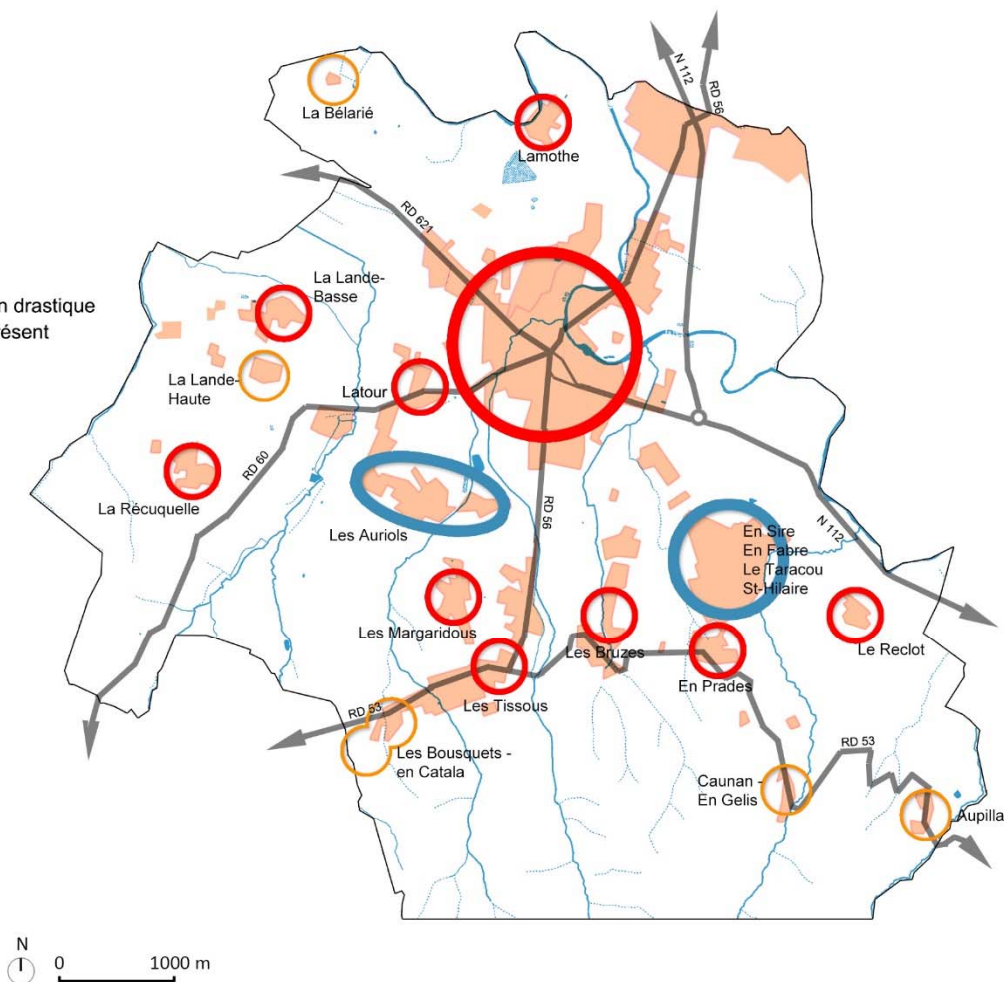 N 112
RD 56
La Bélarié
Lamothe
RD 621
n drastique
résent
La Lande-
Basse
La Lande-
Haute
Latour
La Récuquelle
RD 60
Les Auriols
RD 56
En Sire
En Fabre
Le Taracou
St-Hilaire
N 112
Les Margaridous
Les Bruzes
En Prades
Le Reclot
Les Tissous
RD 53
Les Bousquets -
en Catala
Caunan -
En Gelis
RD 53
Aupilla
N
0
1000 m